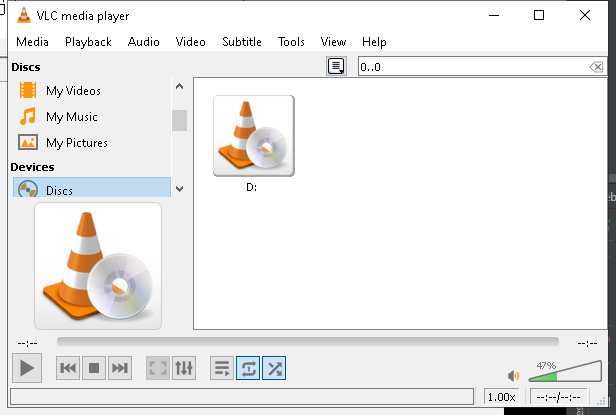 VLC media player
Media Playback Audio Video Subtitle Tools View Help
Discs
0..0
My Videos
My Music
My Pictures
Devices
Discs
D:
--:-- --:--
47%
1.00x --:--/--:--